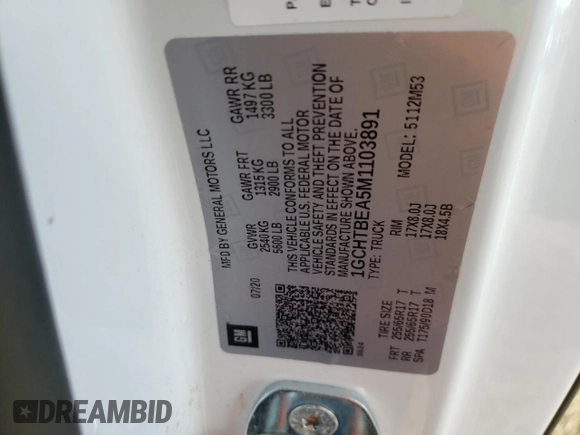 MFD BY GENERAL MOTORS LLC
07/20
GVWR
2540 KG
5600 LB
GAWR FRT
1315 KG
2900 LB
GAWR RR
1497 KG
3300 LB
THIS VEHICLE CONFORMS TO ALL
APPLICABLE U.S. FEDERAL MOTOR
VEHICLE SAFETY AND THEFT PREVENTION
STANDARDS IN EFFECT ON THE DATE OF
MANUFACTURE SHOWN ABOVE.
1GCHTBEA5M1103891
TYPE: TRUCK
MODEL: 5112M53
TIRE SIZE
RIM
FRT 255/65R17 T 17X8.0J
RR 255/65R17 T 17X8.0J
SPA T175/90D18 M 18X4.5B
GM
DREAMBID